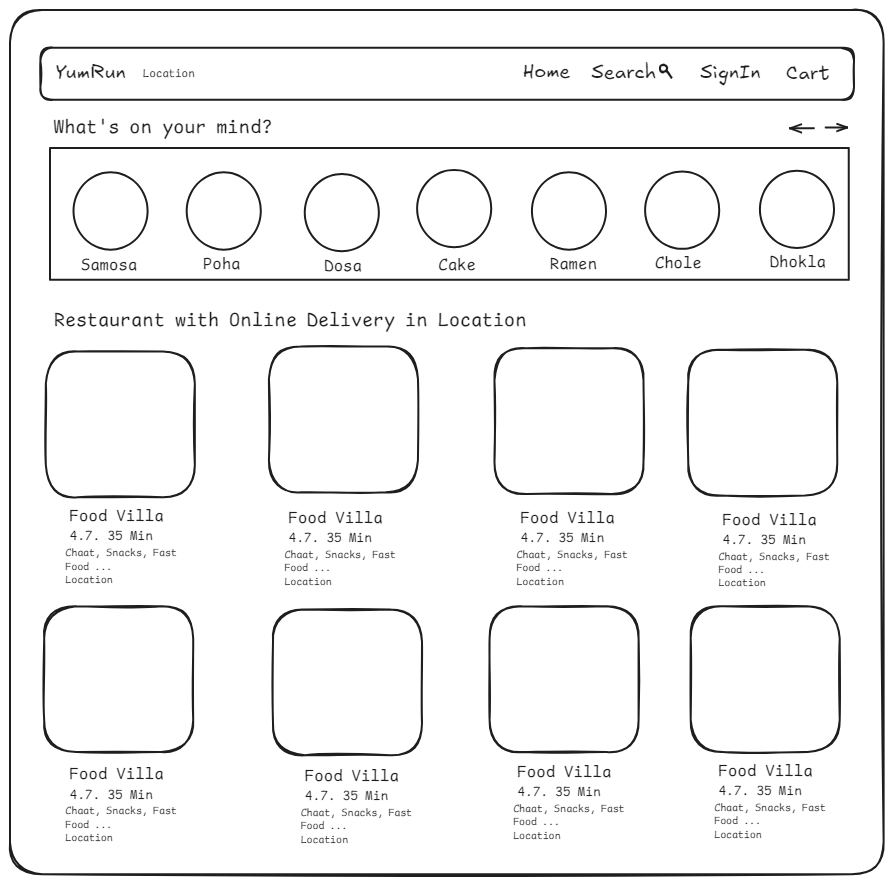 YumRun Location Home Search SignIn Cart
What's on your mind?
Samosa Poha Dosa Cake Ramen Chole Dhokla
Restaurant with Online Delivery in Location
Food Villa
4.7. 35 Min
Chaat, Snacks, Fast
Food ...
Location
Food Villa
4.7. 35 Min
Chaat, Snacks, Fast
Food ...
Location
Food Villa
4.7. 35 Min
Chaat, Snacks, Fast
Food ...
Location
Food Villa
4.7. 35 Min
Chaat, Snacks, Fast
Food ...
Location
Food Villa
4.7. 35 Min
Chaat, Snacks, Fast
Food ...
Location
Food Villa
4.7. 35 Min
Chaat, Snacks, Fast
Food ...
Location
Food Villa
4.7. 35 Min
Chaat, Snacks, Fast
Food ...
Location
Food Villa
4.7. 35 Min
Chaat, Snacks, Fast
Food ...
Location